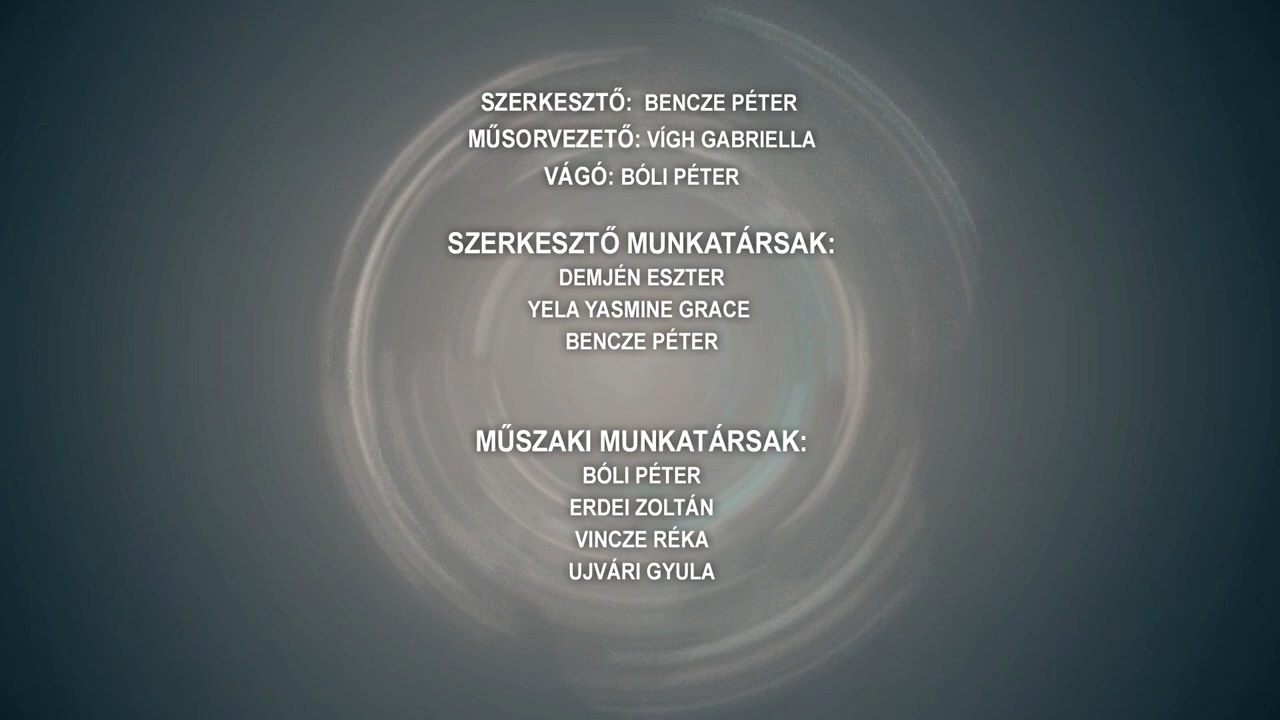 SZERKESZTŐ: BENCZE PÉTER
MŰSORVEZETŐ: VÍGH GABRIELLA
VÁGÓ: BÓLI PÉTER
SZERKESZTŐ MUNKATÁRSAK:
DEMJÉN ESZTER
YELA YASMINE GRACE
BENCZE PÉTER
MŰSZAKI MUNKATÁRSAK:
BÓLI PÉTER
ERDEI ZOLTÁN
VINCZE RÉKA
UJVÁRI GYULA